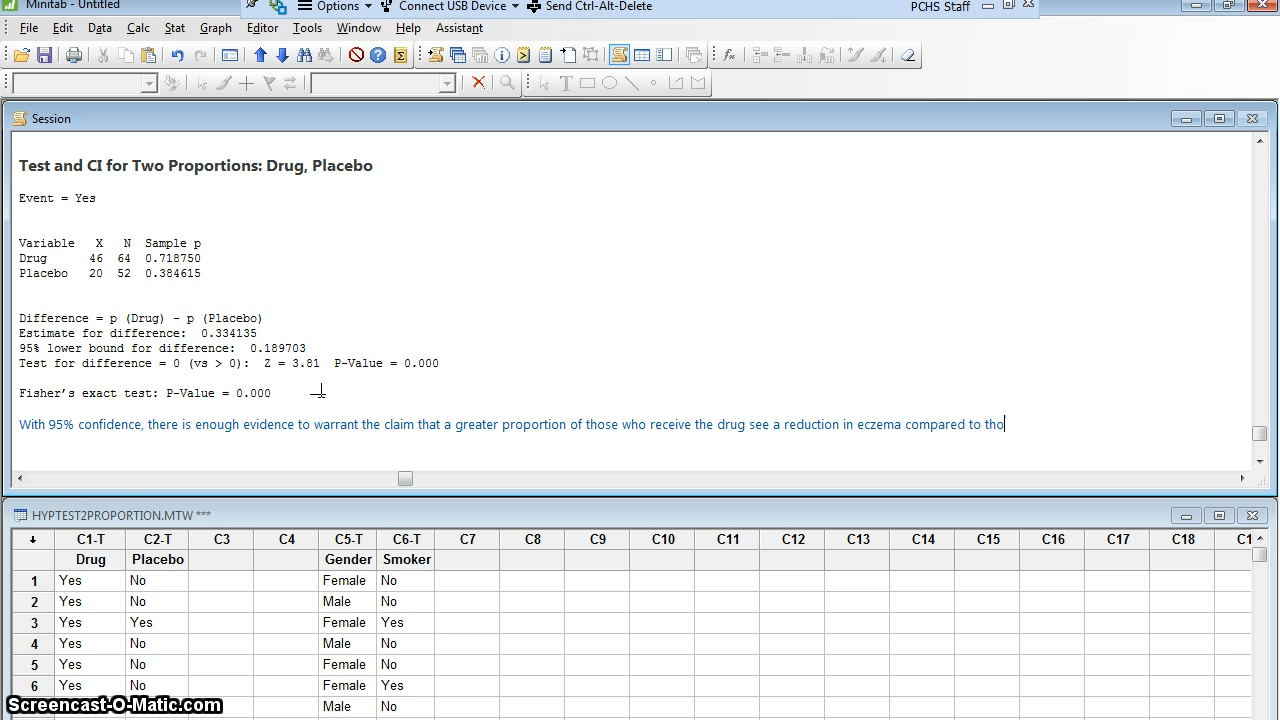 Minitab - Untitled
Options Connect USB Device Send Ctrl-Alt-Delete PCHS Staff
File Edit Data Calc Stat Graph Editor Tools Window Help Assistant
Session
Test and CI for Two Proportions: Drug, Placebo
Event = Yes
Variable X N Sample p
Drug 46 64 0.718750
Placebo 20 52 0.384615
Difference = p (Drug) - p (Placebo)
Estimate for difference: 0.334135
95% lower bound for difference: 0.189703
Test for difference = 0 (vs > 0): Z = 3.81 P-Value = 0.000
Fisher's exact test: P-Value = 0.000
With 95% confidence, there is enough evidence to warrant the claim that a greater proportion of those who receive the drug see a reduction in eczema compared to tho
HYPTEST2PROPORTION.MTW ***
C1-T C2-T C3 C4 C5-T C6-T C7 C8 C9 C10 C11 C12 C13 C14 C15 C16 C17 C18 C1
Drug Placebo Gender Smoker
1 Yes No Female No
2 Yes No Male No
3 Yes Yes Female Yes
4 Yes No Male No
5 Yes No Female No
6 Yes No Female Yes
Male No
Screencast-O-Matic.com